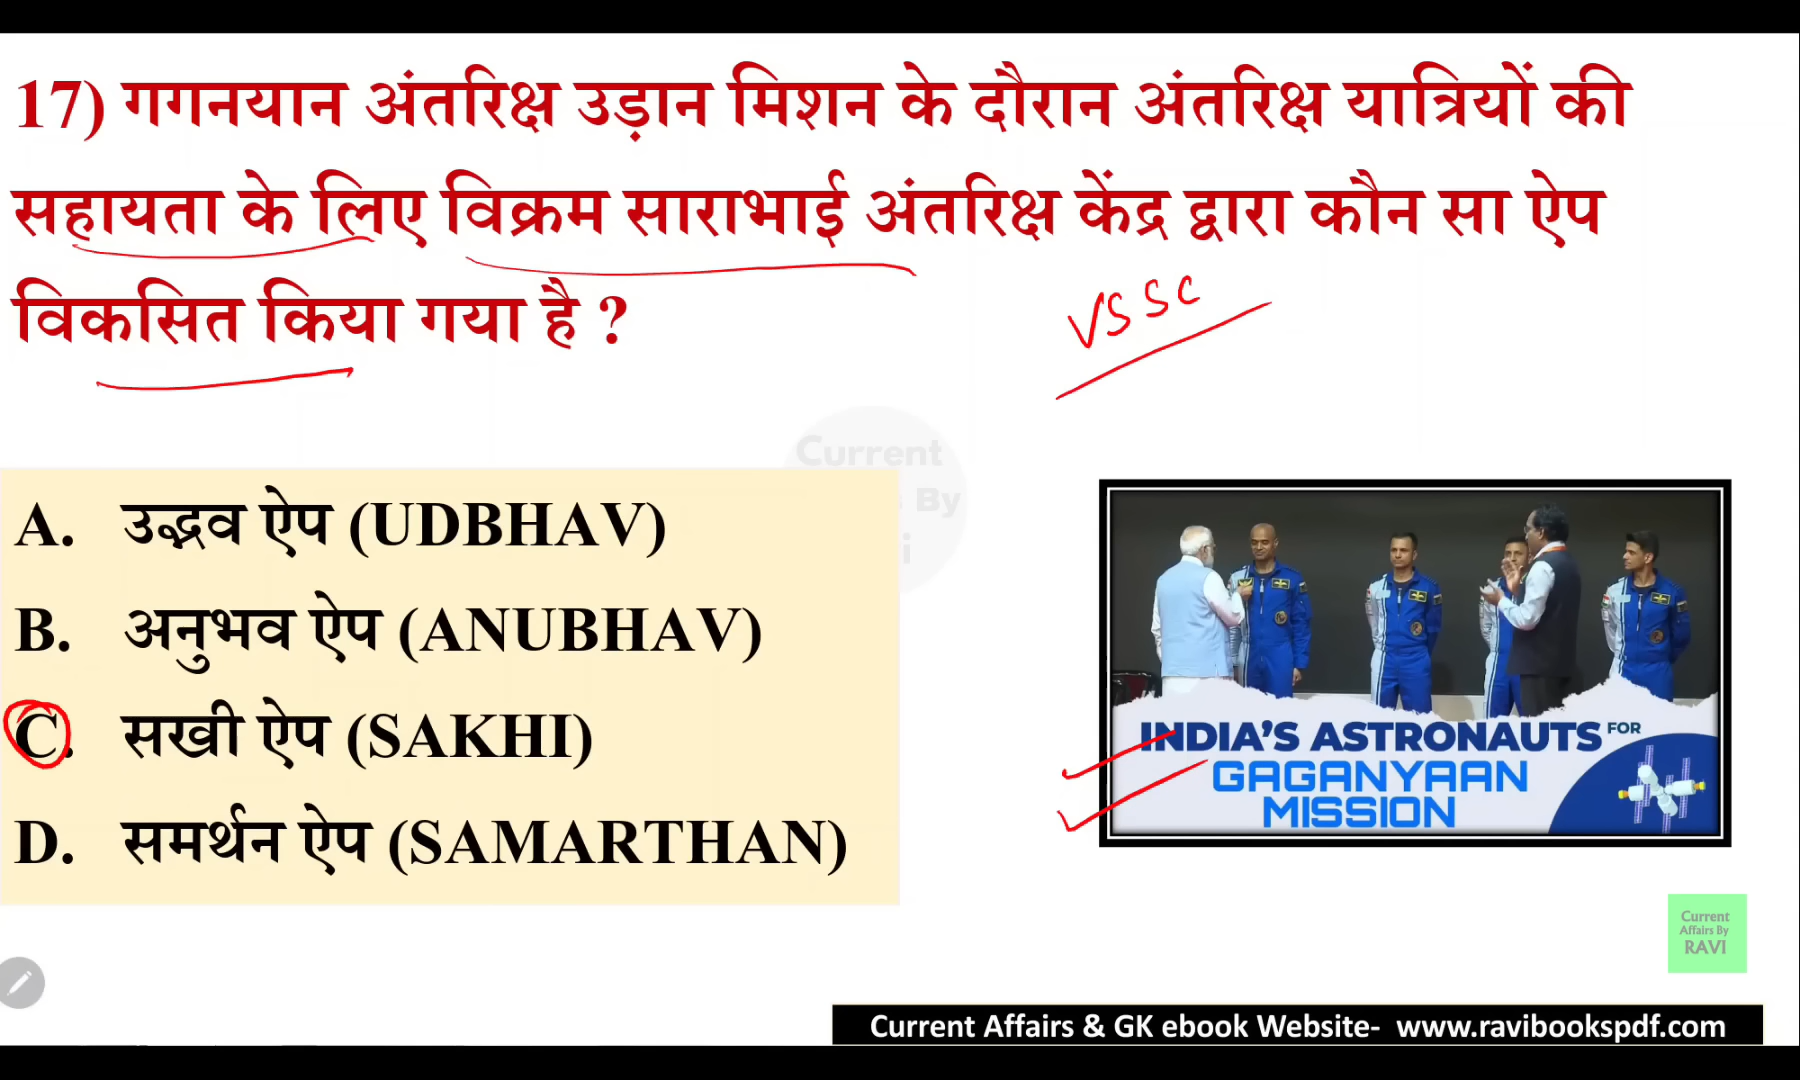 17) गगनयान अंतरिक्ष उड़ान मिशन के दौरान अंतरिक्ष यात्रियों की
सहायता के लिए विक्रम साराभाई अंतरिक्ष केंद्र द्वारा कौन सा ऐप
विकसित किया गया है ?
VSSC
Current
By
A. उद्भव ऐप (UDBHAV)
B. अनुभव ऐप (ANUBHAV)
C. सखी ऐप (SAKHI)
D. समर्थन ऐप (SAMARTHAN)
INDIA'S ASTRONAUTS FOR
GAGANYAAN
MISSION
Current
Affairs By
RAVI
Current Affairs & GK ebook Website- www.ravibookspdf.com